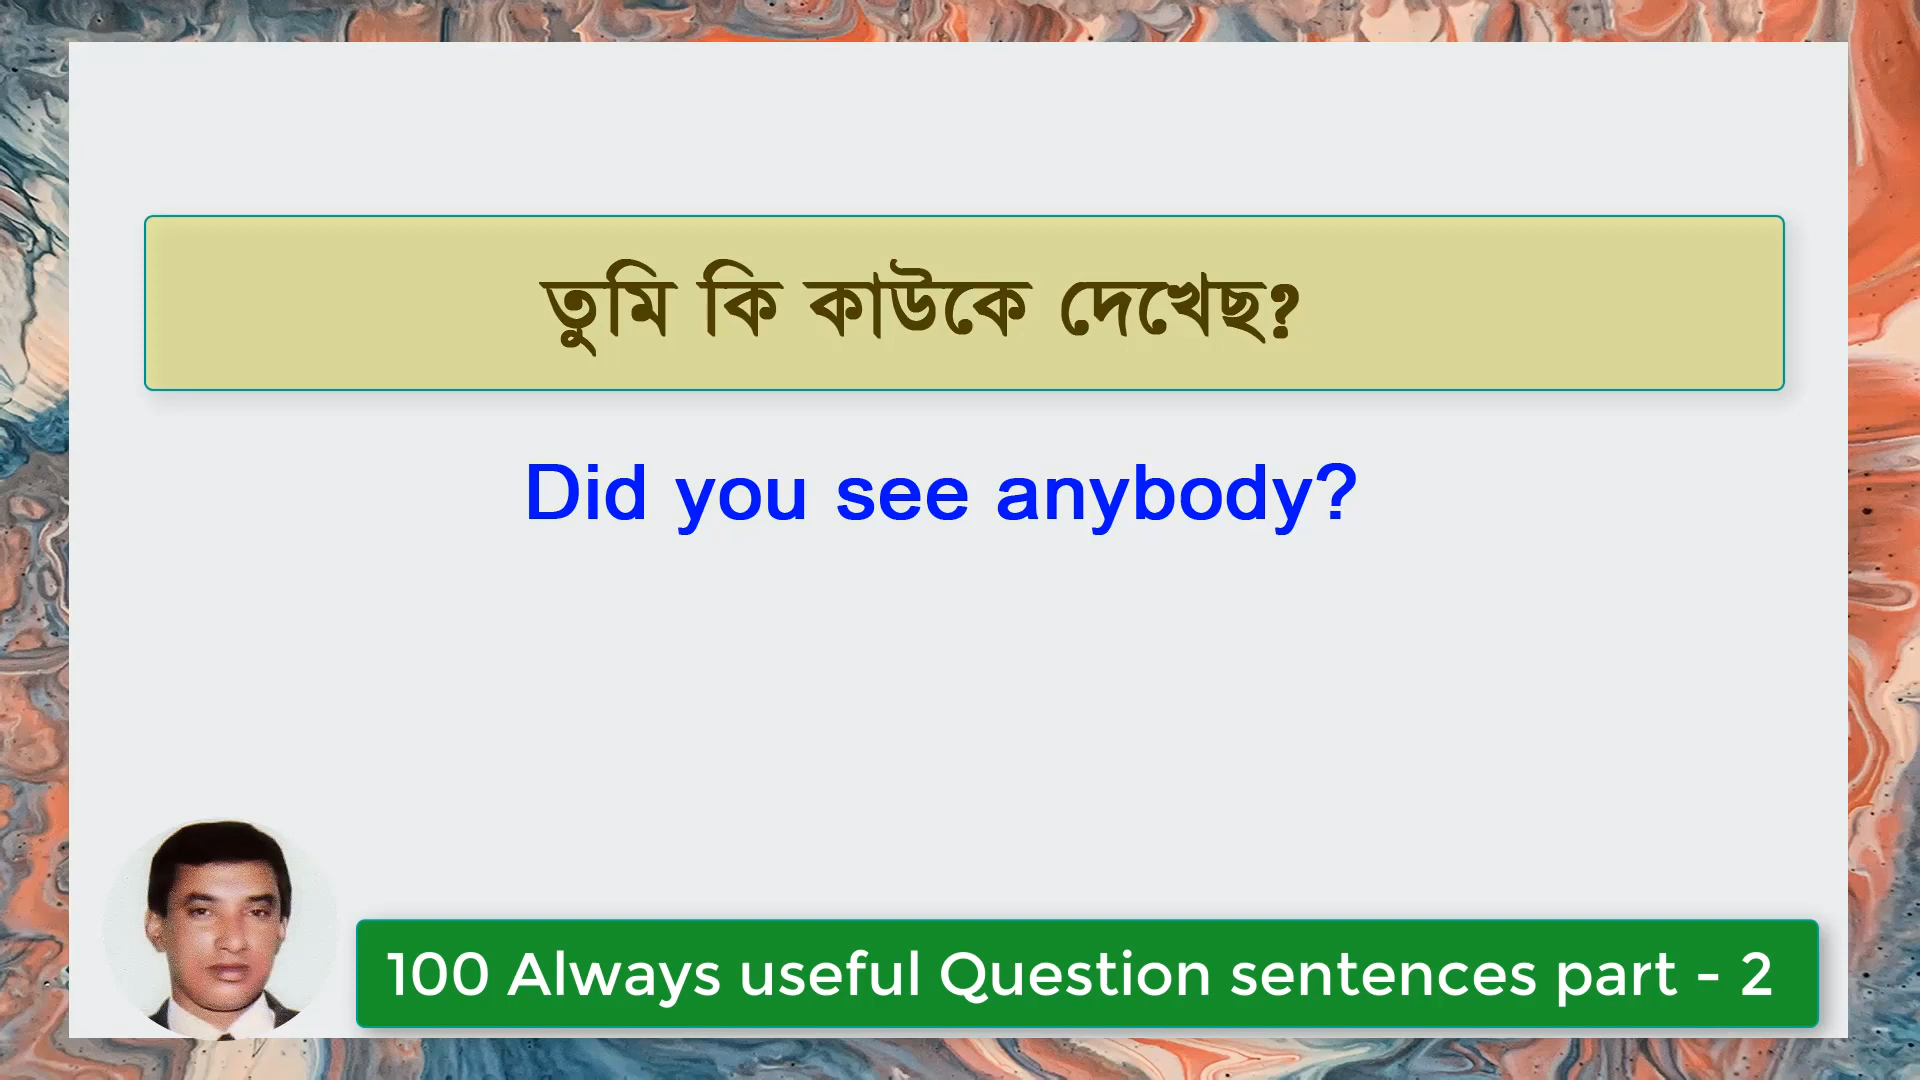 তুমি কি কাউকে দেখেছ?
Did you see anybody?
100 Always useful Question sentences part - 2